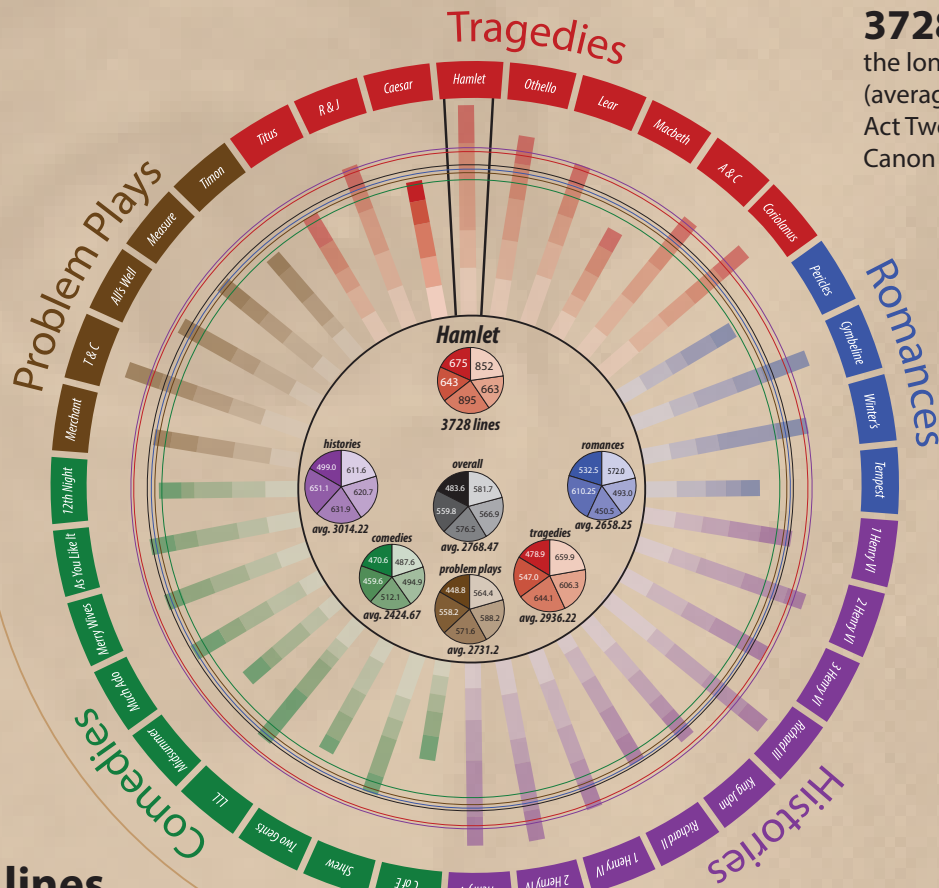 Tragedies
3728
the lon
(averag
Act Two
Canon
Hamlet
Othello
Lear
Macbeth
A & C
Coriolanus
Romances
Pericles
Cymbeline
Winter's
Tempest
1 Henry VI
2 Henry VI
3 Henry VI
Richard III
King John
Richard II
1 Henry IV
2 Henry IV
Histories
C of E
Shrew
Two Gents
LLL
Midsummer
Much Ado
Merry Wives
As You Like It
12th Night
Comedies
Merchant
T & C
All's Well
Measure
Timon
Problem Plays
Titus
R & J
Caesar
Hamlet
675 852
643 663
895
3728 lines
histories
499.0 611.6
651.1 620.7
631.9
avg. 3014.22
overall
483.6 581.7
559.8 566.9
576.5
avg. 2768.47
romances
532.5 572.0
610.25 493.0
450.5
avg. 2658.25
comedies
470.6 487.6
459.6 494.9
512.1
avg. 2424.67
problem plays
448.8 564.4
558.2 588.2
571.6
avg. 2731.2
tragedies
478.9 659.9
547.0 606.3
644.1
avg. 2936.22
lines